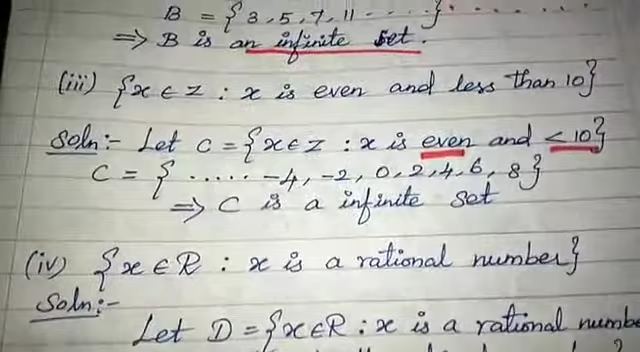 B = {3, 5, 7, 11 ....}
⇒ B is an infinite set.
(iii) {x ∈ Z : x is even and less than 10}
Soln:- Let C = {x ∈ Z : x is even and < 10}
C = { ..... -4, -2, 0, 2, 4, 6, 8}
⇒ C is a infinite set
(iv) {x ∈ R : x is a rational number}
Soln:-
Let D = {x ∈ R : x is a rational numbe